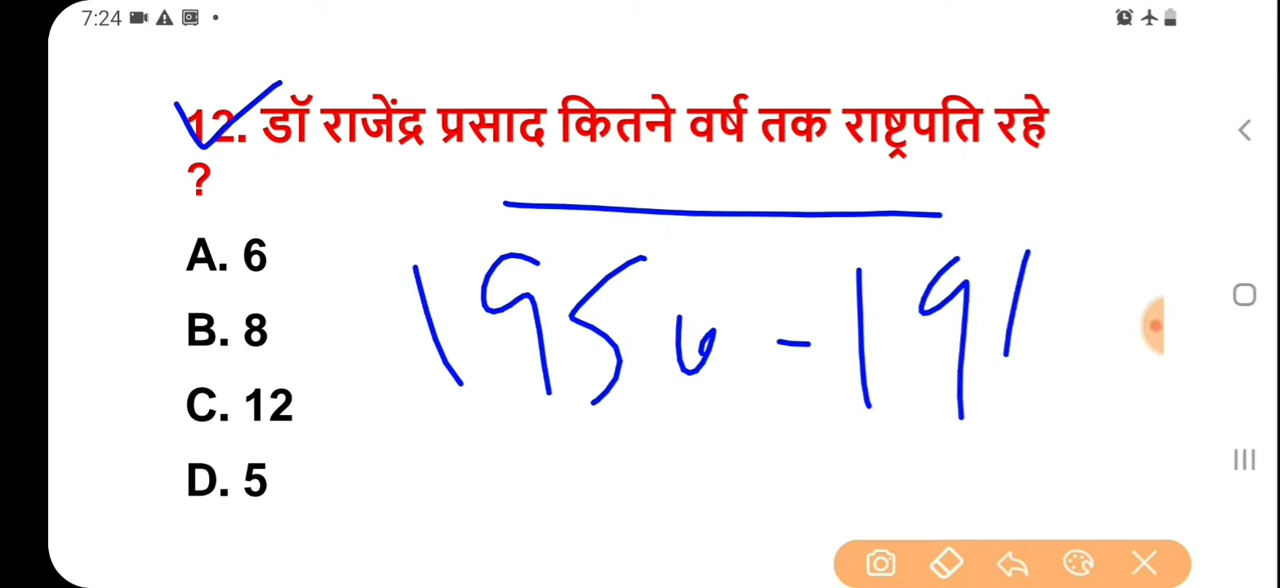 7:24
12. डॉ राजेंद्र प्रसाद कितने वर्ष तक राष्ट्रपति रहे
?
A. 6
1950 - 191
B. 8
C. 12
D. 5